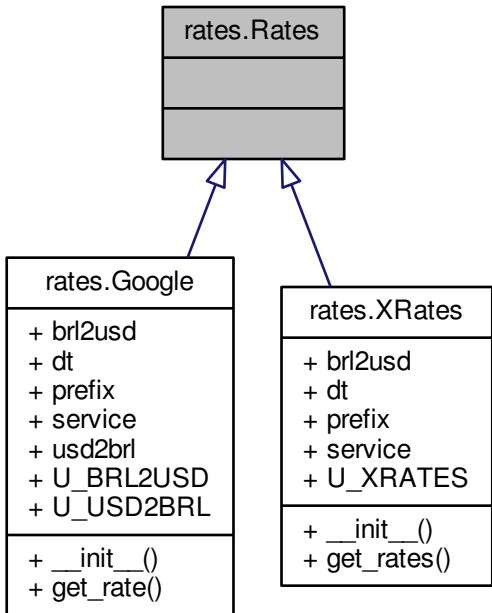 rates.Rates
rates.Google
+ brl2usd
+ dt
+ prefix
+ service
+ usd2brl
+ U_BRL2USD
+ U_USD2BRL
+ __init__()
+ get_rate()
rates.XRates
+ brl2usd
+ dt
+ prefix
+ service
+ U_XRATES
+ __init__()
+ get_rates()